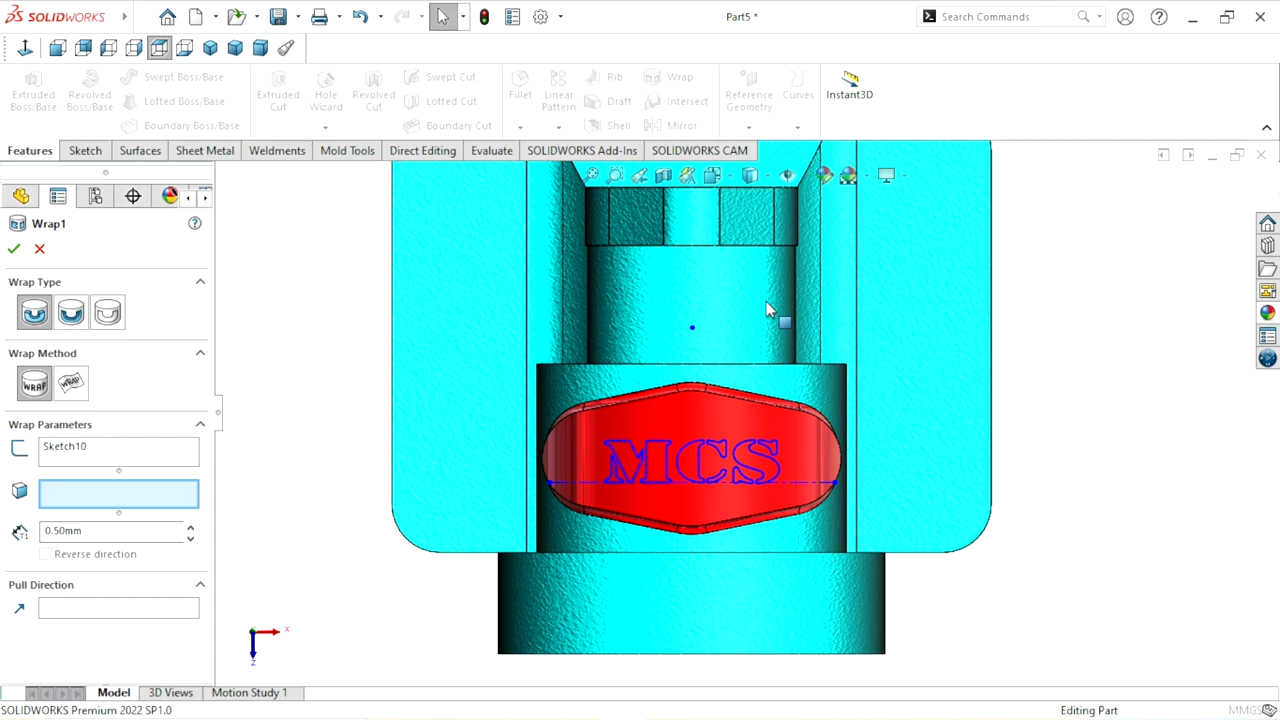 SOLIDWORKS
Part5 *
Search Commands
Extruded Boss/Base
Revolved Boss/Base
Swept Boss/Base
Lofted Boss/Base
Boundary Boss/Base
Extruded Cut
Hole Wizard
Revolved Cut
Swept Cut
Lofted Cut
Boundary Cut
Fillet
Linear Pattern
Rib
Draft
Shell
Wrap
Intersect
Mirror
Reference Geometry
Curves
Instant3D
Features
Sketch
Surfaces
Sheet Metal
Weldments
Mold Tools
Direct Editing
Evaluate
SOLIDWORKS Add-Ins
SOLIDWORKS CAM
Wrap1
Wrap Type
Wrap Method
WRAP
WRAP
Wrap Parameters
Sketch10
0.50mm
Reverse direction
Pull Direction
MCS
x
z
Model
3D Views
Motion Study 1
SOLIDWORKS Premium 2022 SP1.0
Editing Part
MMGS